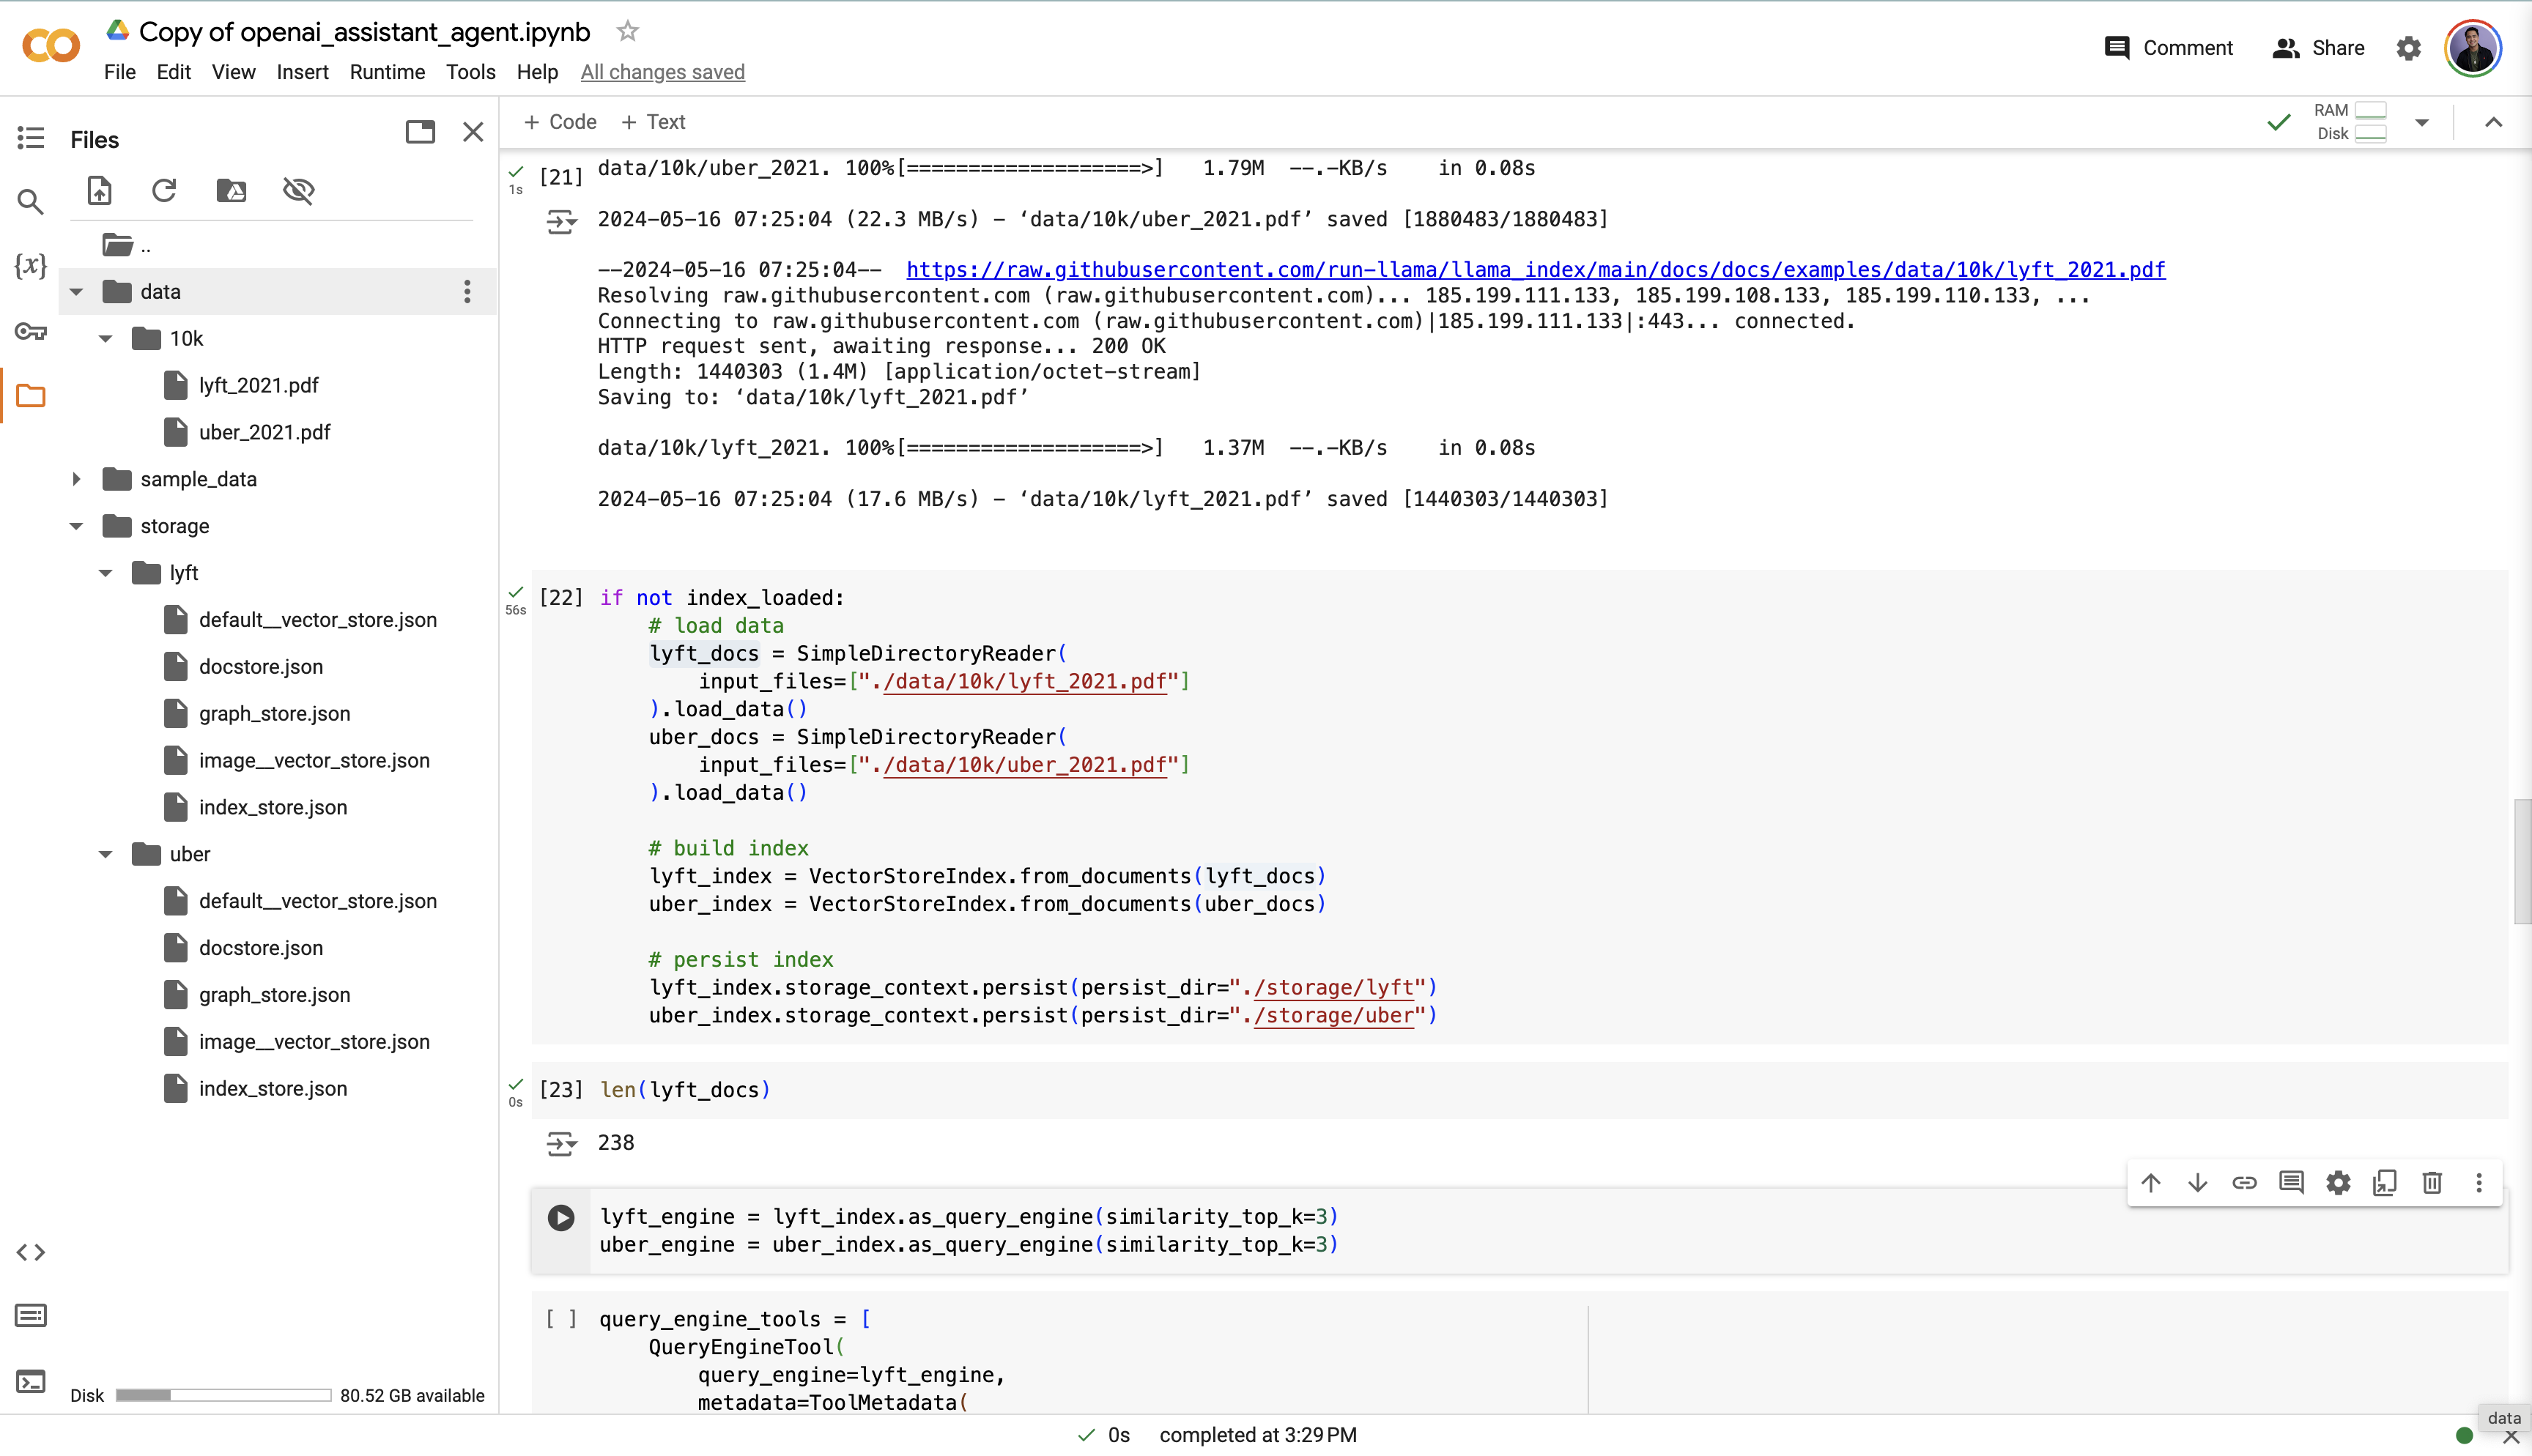 Copy of openai_assistant_agent.ipynb
File Edit View Insert Runtime Tools Help All changes saved
Comment Share
Files
+ Code + Text
RAM
Disk
..
data
10k
lyft_2021.pdf
uber_2021.pdf
sample_data
storage
lyft
default__vector_store.json
docstore.json
graph_store.json
image__vector_store.json
index_store.json
uber
default__vector_store.json
docstore.json
graph_store.json
image__vector_store.json
index_store.json
Disk 80.52 GB available
{x}
1s
[21] data/10k/uber_2021. 100%[===================>] 1.79M --.-KB/s in 0.08s
2024-05-16 07:25:04 (22.3 MB/s) - ‘data/10k/uber_2021.pdf’ saved [1880483/1880483]
--2024-05-16 07:25:04-- https://raw.githubusercontent.com/run-llama/llama_index/main/docs/docs/examples/data/10k/lyft_2021.pdf
Resolving raw.githubusercontent.com (raw.githubusercontent.com)... 185.199.111.133, 185.199.108.133, 185.199.110.133, ...
Connecting to raw.githubusercontent.com (raw.githubusercontent.com)|185.199.111.133|:443... connected.
HTTP request sent, awaiting response... 200 OK
Length: 1440303 (1.4M) [application/octet-stream]
Saving to: ‘data/10k/lyft_2021.pdf’
data/10k/lyft_2021. 100%[===================>] 1.37M --.-KB/s in 0.08s
2024-05-16 07:25:04 (17.6 MB/s) - ‘data/10k/lyft_2021.pdf’ saved [1440303/1440303]
56s
[22] if not index_loaded:
    # load data
    lyft_docs = SimpleDirectoryReader(
        input_files=["./data/10k/lyft_2021.pdf"]
    ).load_data()
    uber_docs = SimpleDirectoryReader(
        input_files=["./data/10k/uber_2021.pdf"]
    ).load_data()
    # build index
    lyft_index = VectorStoreIndex.from_documents(lyft_docs)
    uber_index = VectorStoreIndex.from_documents(uber_docs)
    # persist index
    lyft_index.storage_context.persist(persist_dir="./storage/lyft")
    uber_index.storage_context.persist(persist_dir="./storage/uber")
0s
[23] len(lyft_docs)
238
lyft_engine = lyft_index.as_query_engine(similarity_top_k=3)
uber_engine = uber_index.as_query_engine(similarity_top_k=3)
[ ] query_engine_tools = [
    QueryEngineTool(
        query_engine=lyft_engine,
        metadata=ToolMetadata(
0s completed at 3:29 PM
data